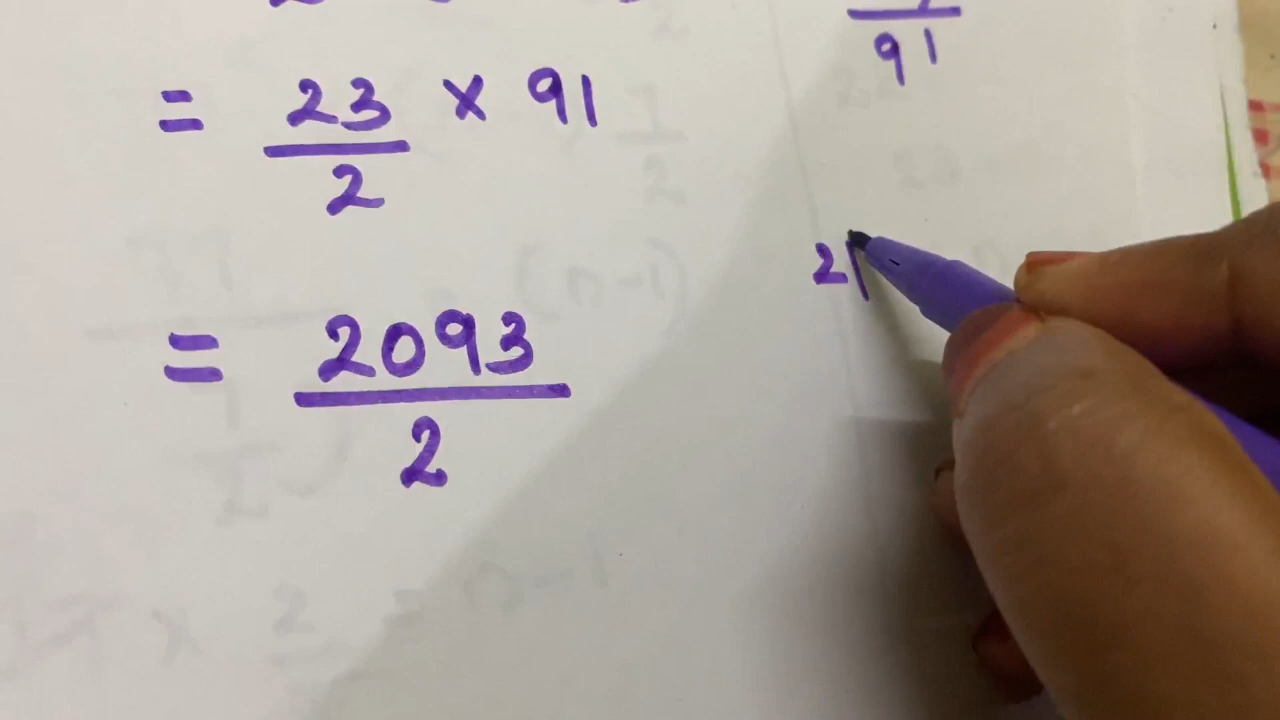 = 23/2 × 91
= 2093/2
91
2